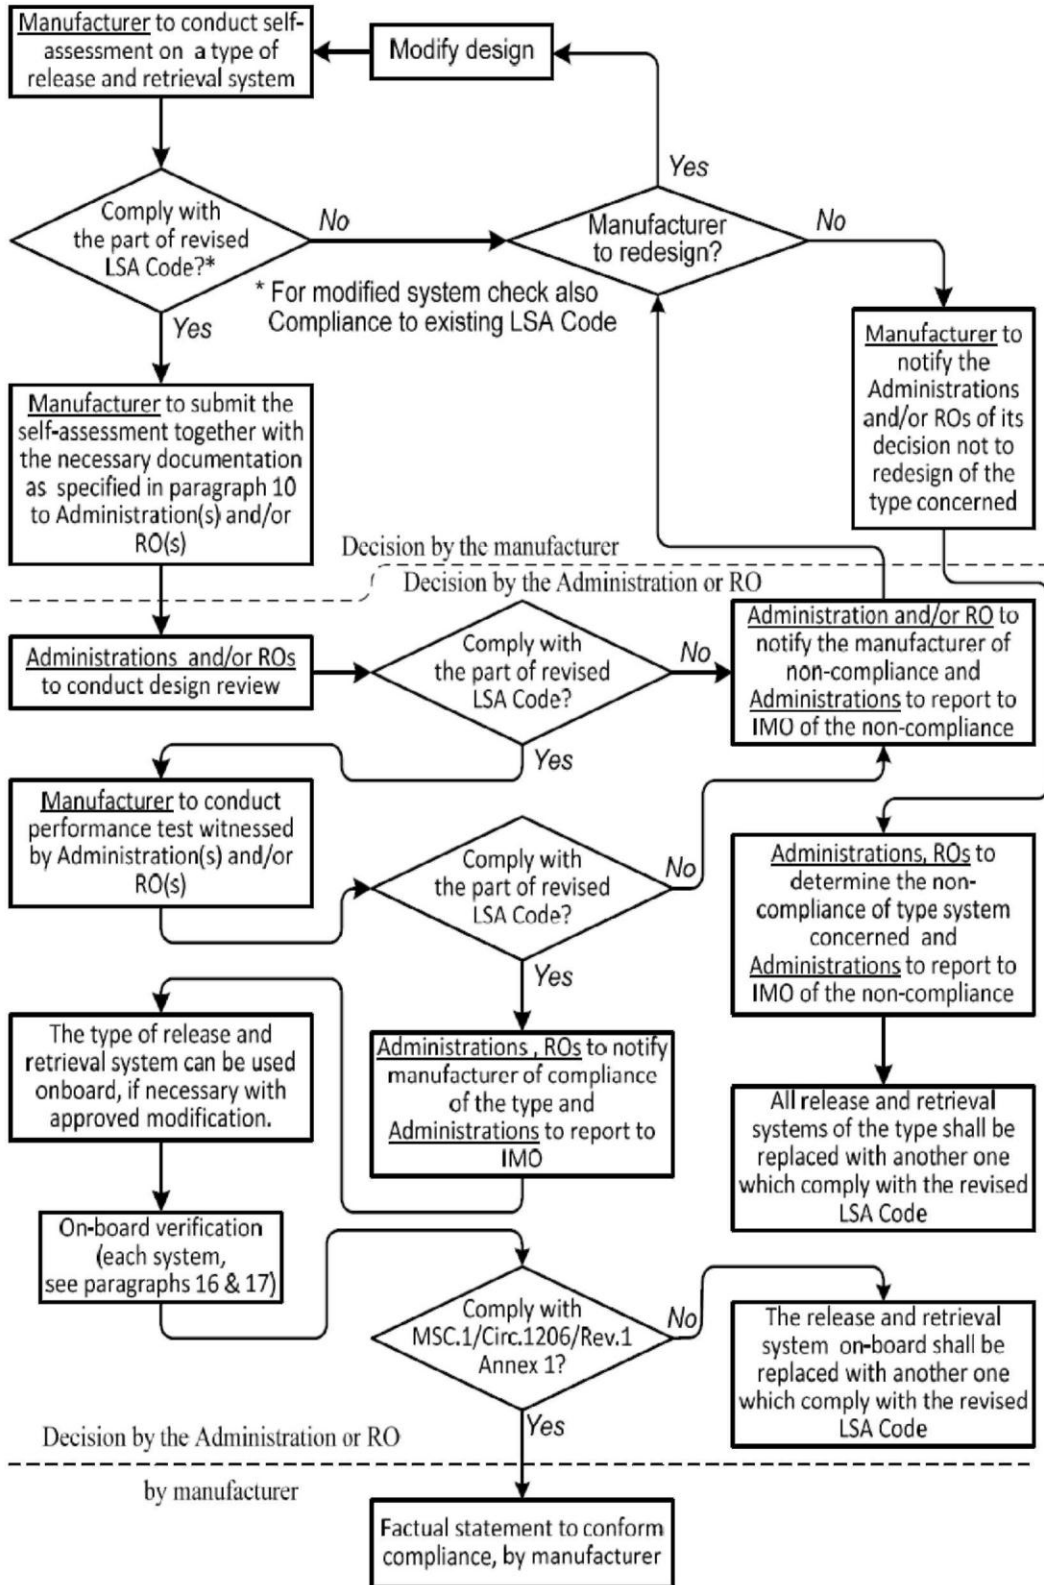 Manufacturer to conduct self-
assessment on a type of
release and retrieval system
Modify design
Yes
Comply with
the part of revised
LSA Code?*
No
Manufacturer
to redesign?
No
* For modified system check also
Compliance to existing LSA Code
Yes
Manufacturer to
notify the
Administrations
and/or ROs of its
decision not to
redesign of the
type concerned
Manufacturer to submit the
self-assessment together with
the necessary documentation
as specified in paragraph 10
to Administration(s) and/or
RO(s)
Decision by the manufacturer
Decision by the Administration or RO
Administrations and/or ROs
to conduct design review
Comply with
the part of revised
LSA Code?
No
Administration and/or RO to
notify the manufacturer of
non-compliance and
Administrations to report to
IMO of the non-compliance
Yes
Manufacturer to conduct
performance test witnessed
by Administration(s) and/or
RO(s)
Comply with
the part of revised
LSA Code?
No
Administrations, ROs to
determine the non-
compliance of type system
concerned and
Administrations to report to
IMO of the non-compliance
Yes
The type of release and
retrieval system can be used
onboard, if necessary with
approved modification.
Administrations , ROs to notify
manufacturer of compliance
of the type and
Administrations to report to
IMO
All release and retrieval
systems of the type shall be
replaced with another one
which comply with the revised
LSA Code
On-board verification
(each system,
see paragraphs 16 & 17)
Comply with
MSC.1/Circ.1206/Rev.1
Annex 1?
No
The release and retrieval
system on-board shall be
replaced with another one
which comply with the revised
LSA Code
Yes
Decision by the Administration or RO
by manufacturer
Factual statement to conform
compliance, by manufacturer